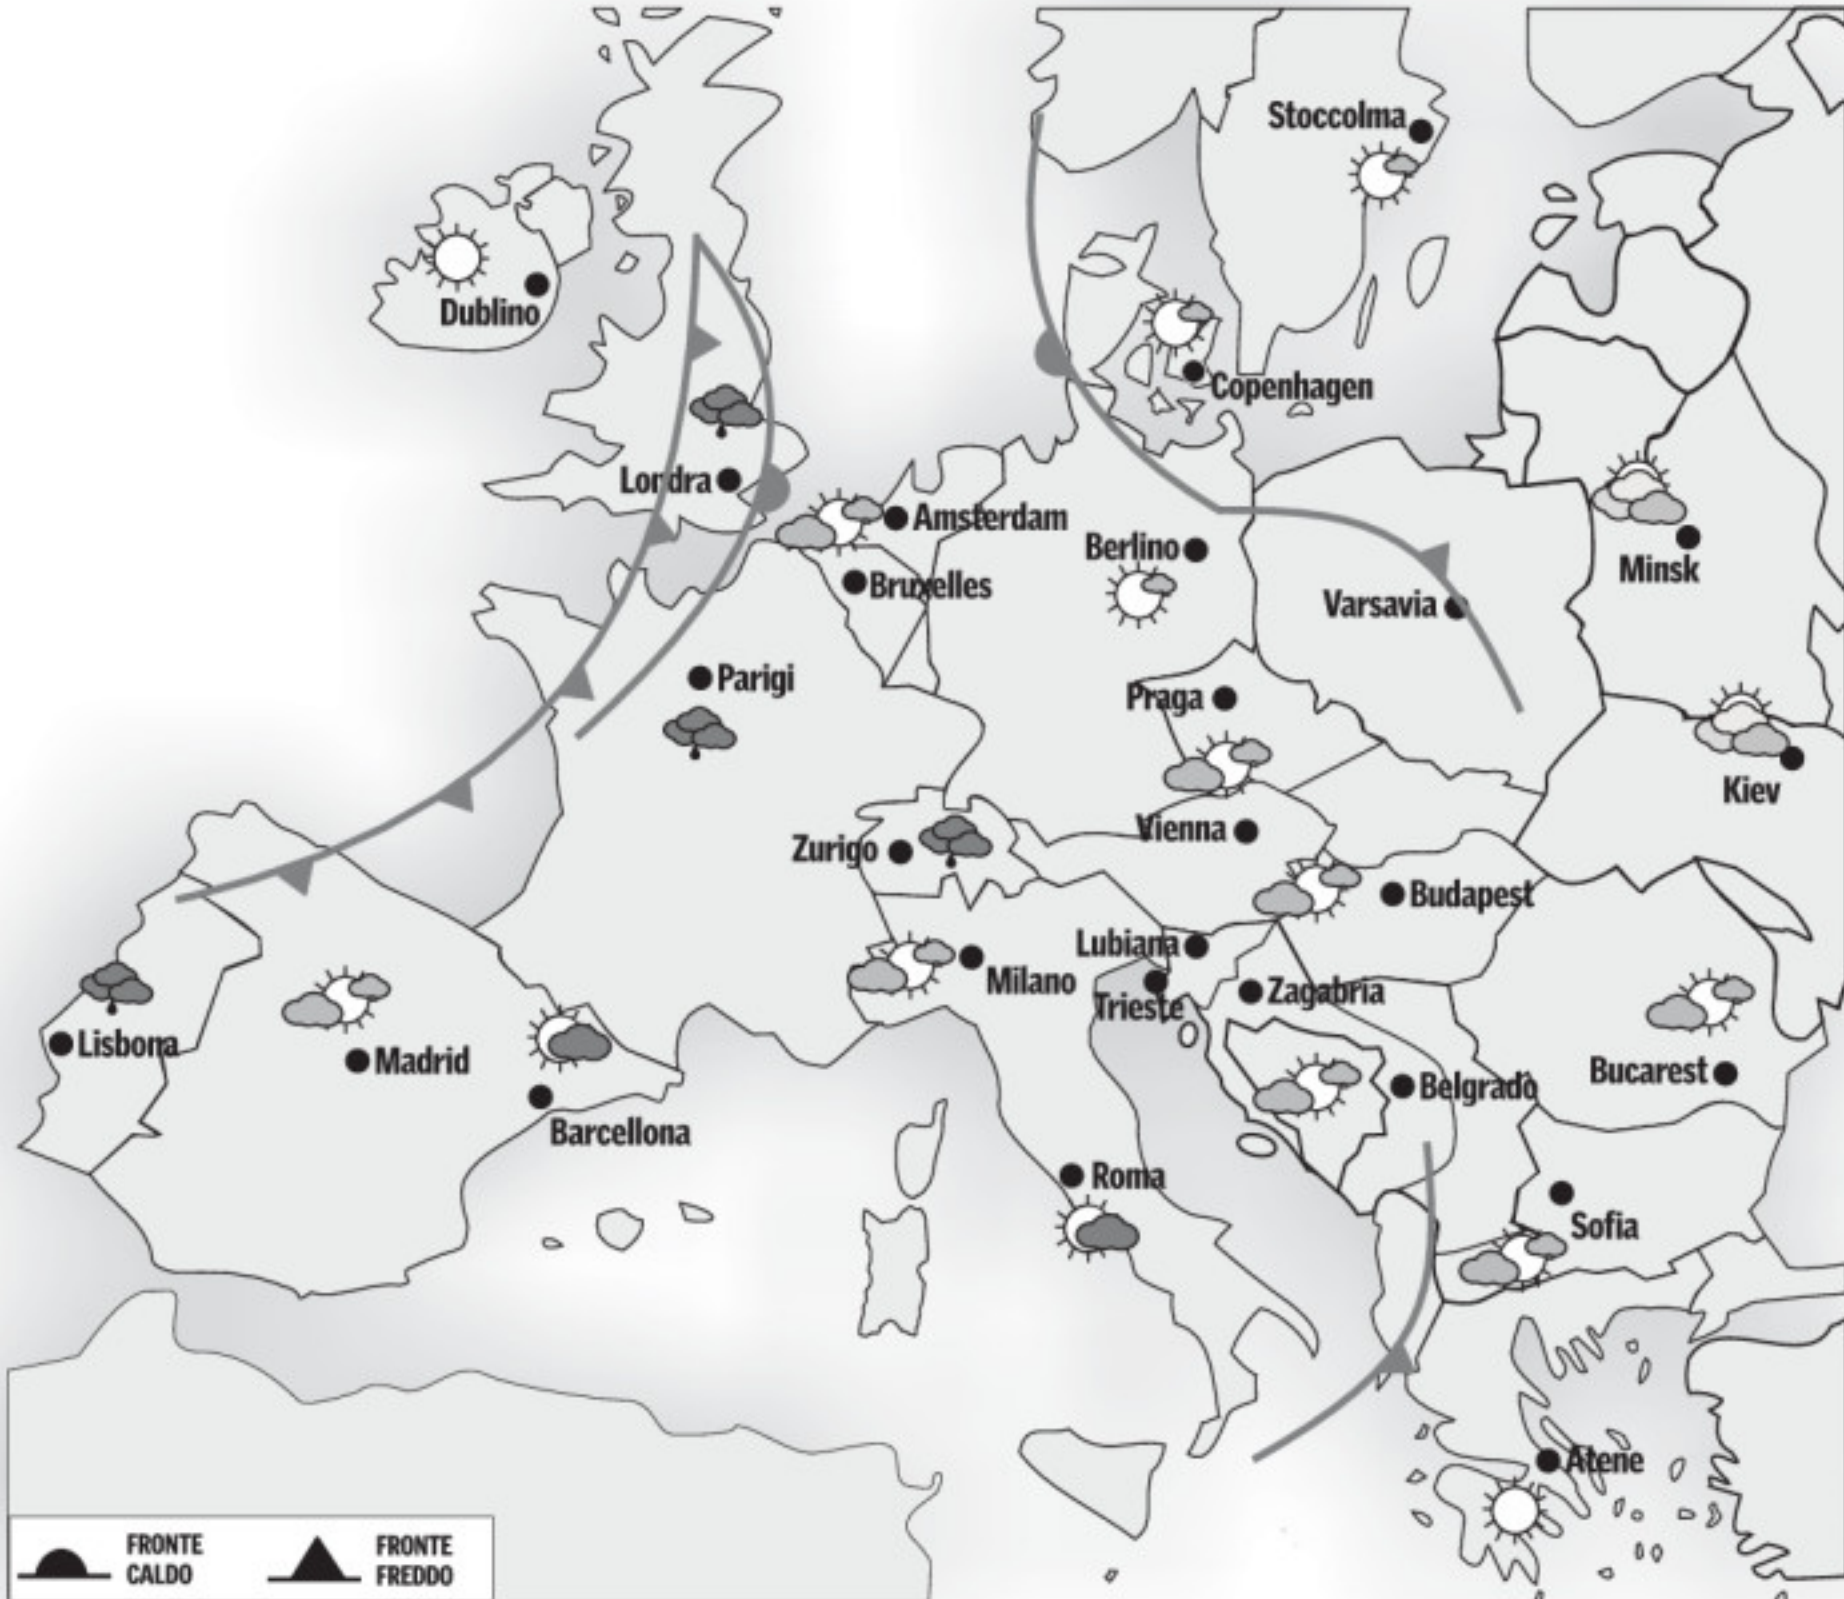 Stoccolma
Dublino
Copenhagen
Londra
Amsterdam
Berlino
Minsk
Bruxelles
Varsavia
Parigi
Praga
Kiev
Vienna
Zurigo
Budapest
Lubiana
Milano
Trieste
Zagabria
Lisbona
Madrid
Belgrado
Bucarest
Barcellona
Roma
Sofia
Atene
FRONTE
CALDO
FRONTE
FREDDO